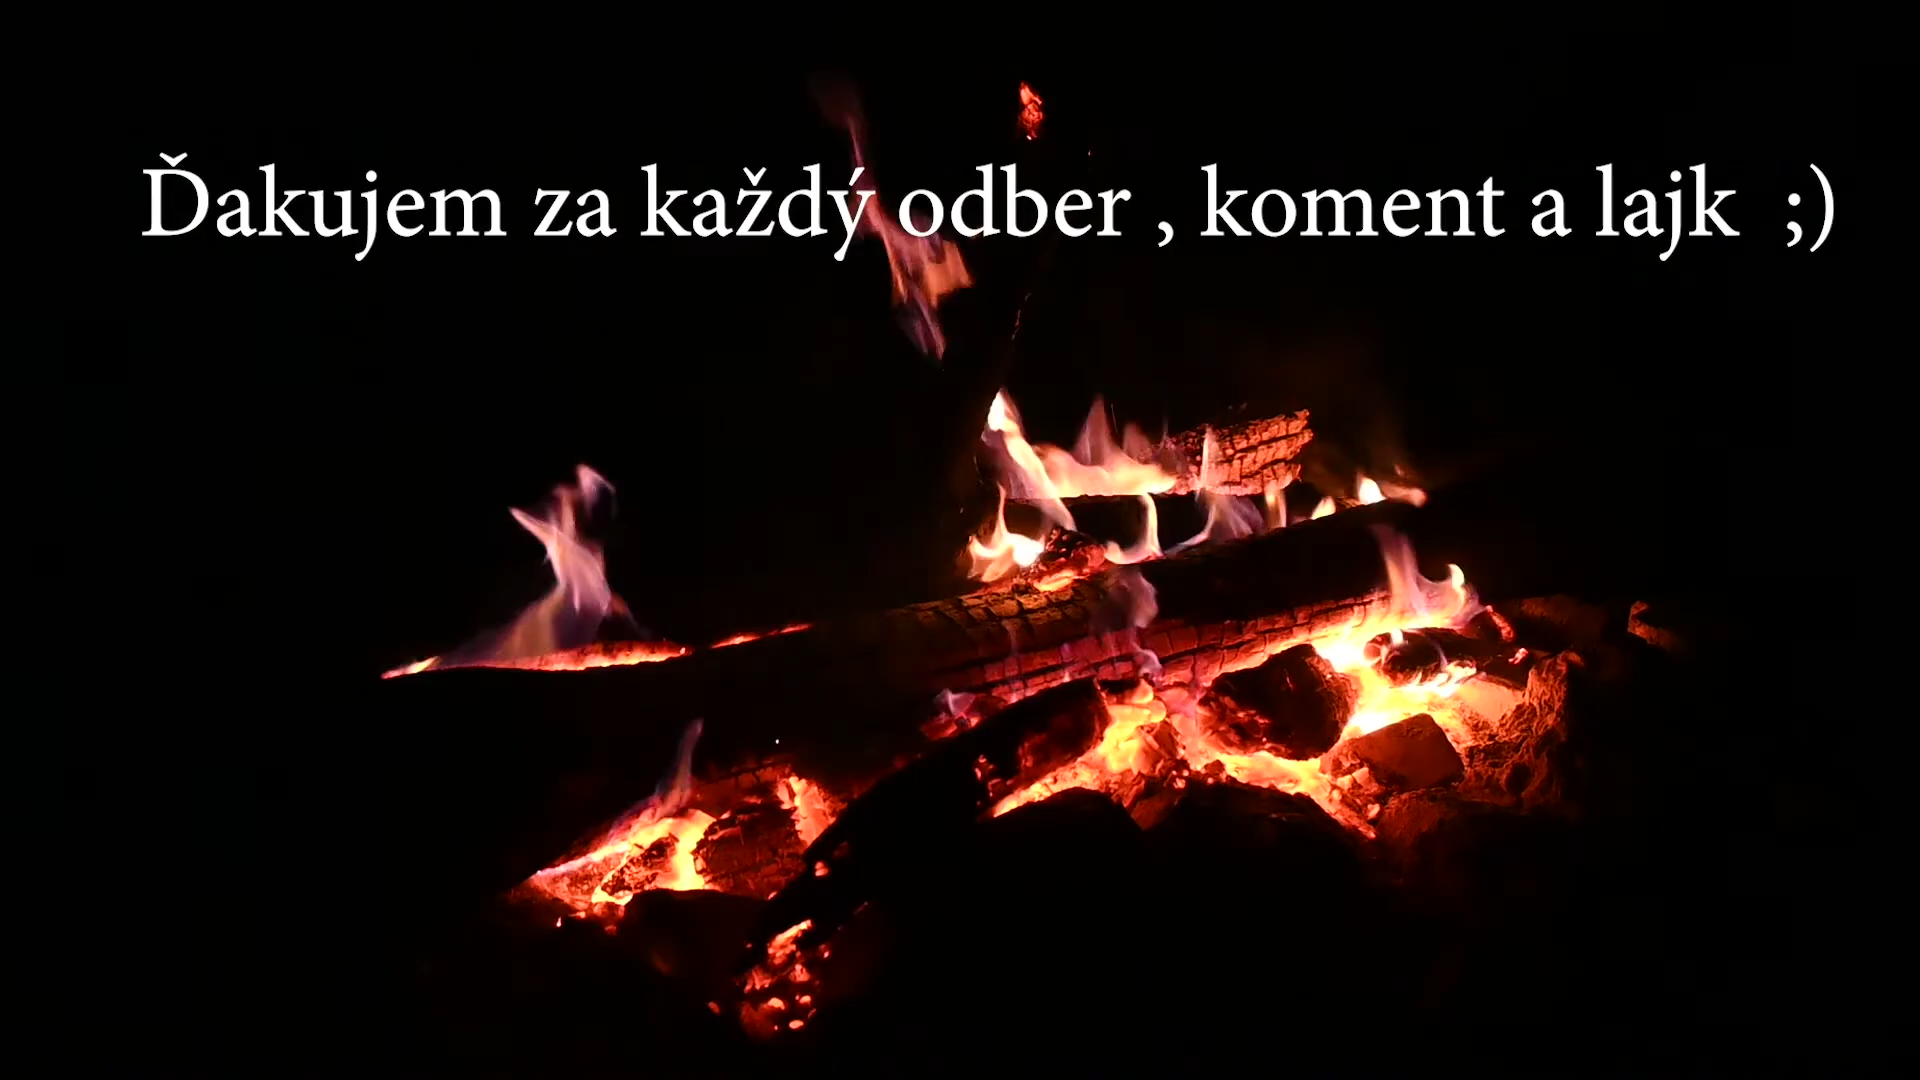 Ďakujem za každý odber , koment a lajk  ;)